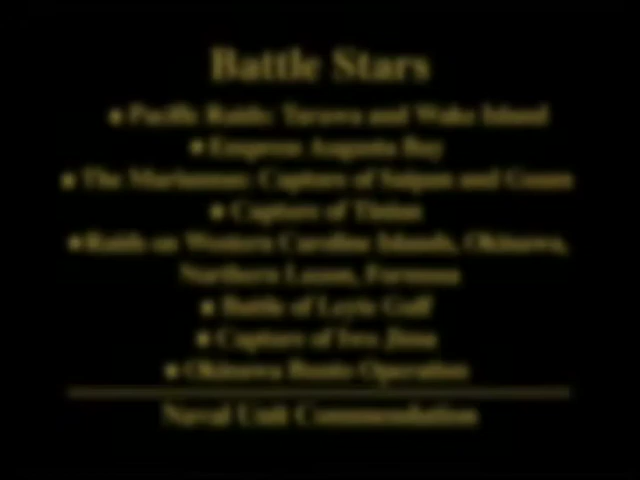 Battle Stars
★ Pacific Raids: Tarawa and Wake Island
★ Empress Augusta Bay
★ The Marianas: Capture of Saipan and Guam
★ Capture of Tinian
★ Raids on Western Caroline Islands, Okinawa,
Northern Luzon, Formosa
★ Battle of Leyte Gulf
★ Capture of Iwo Jima
★ Okinawa Gunto Operation
Naval Unit Commendation